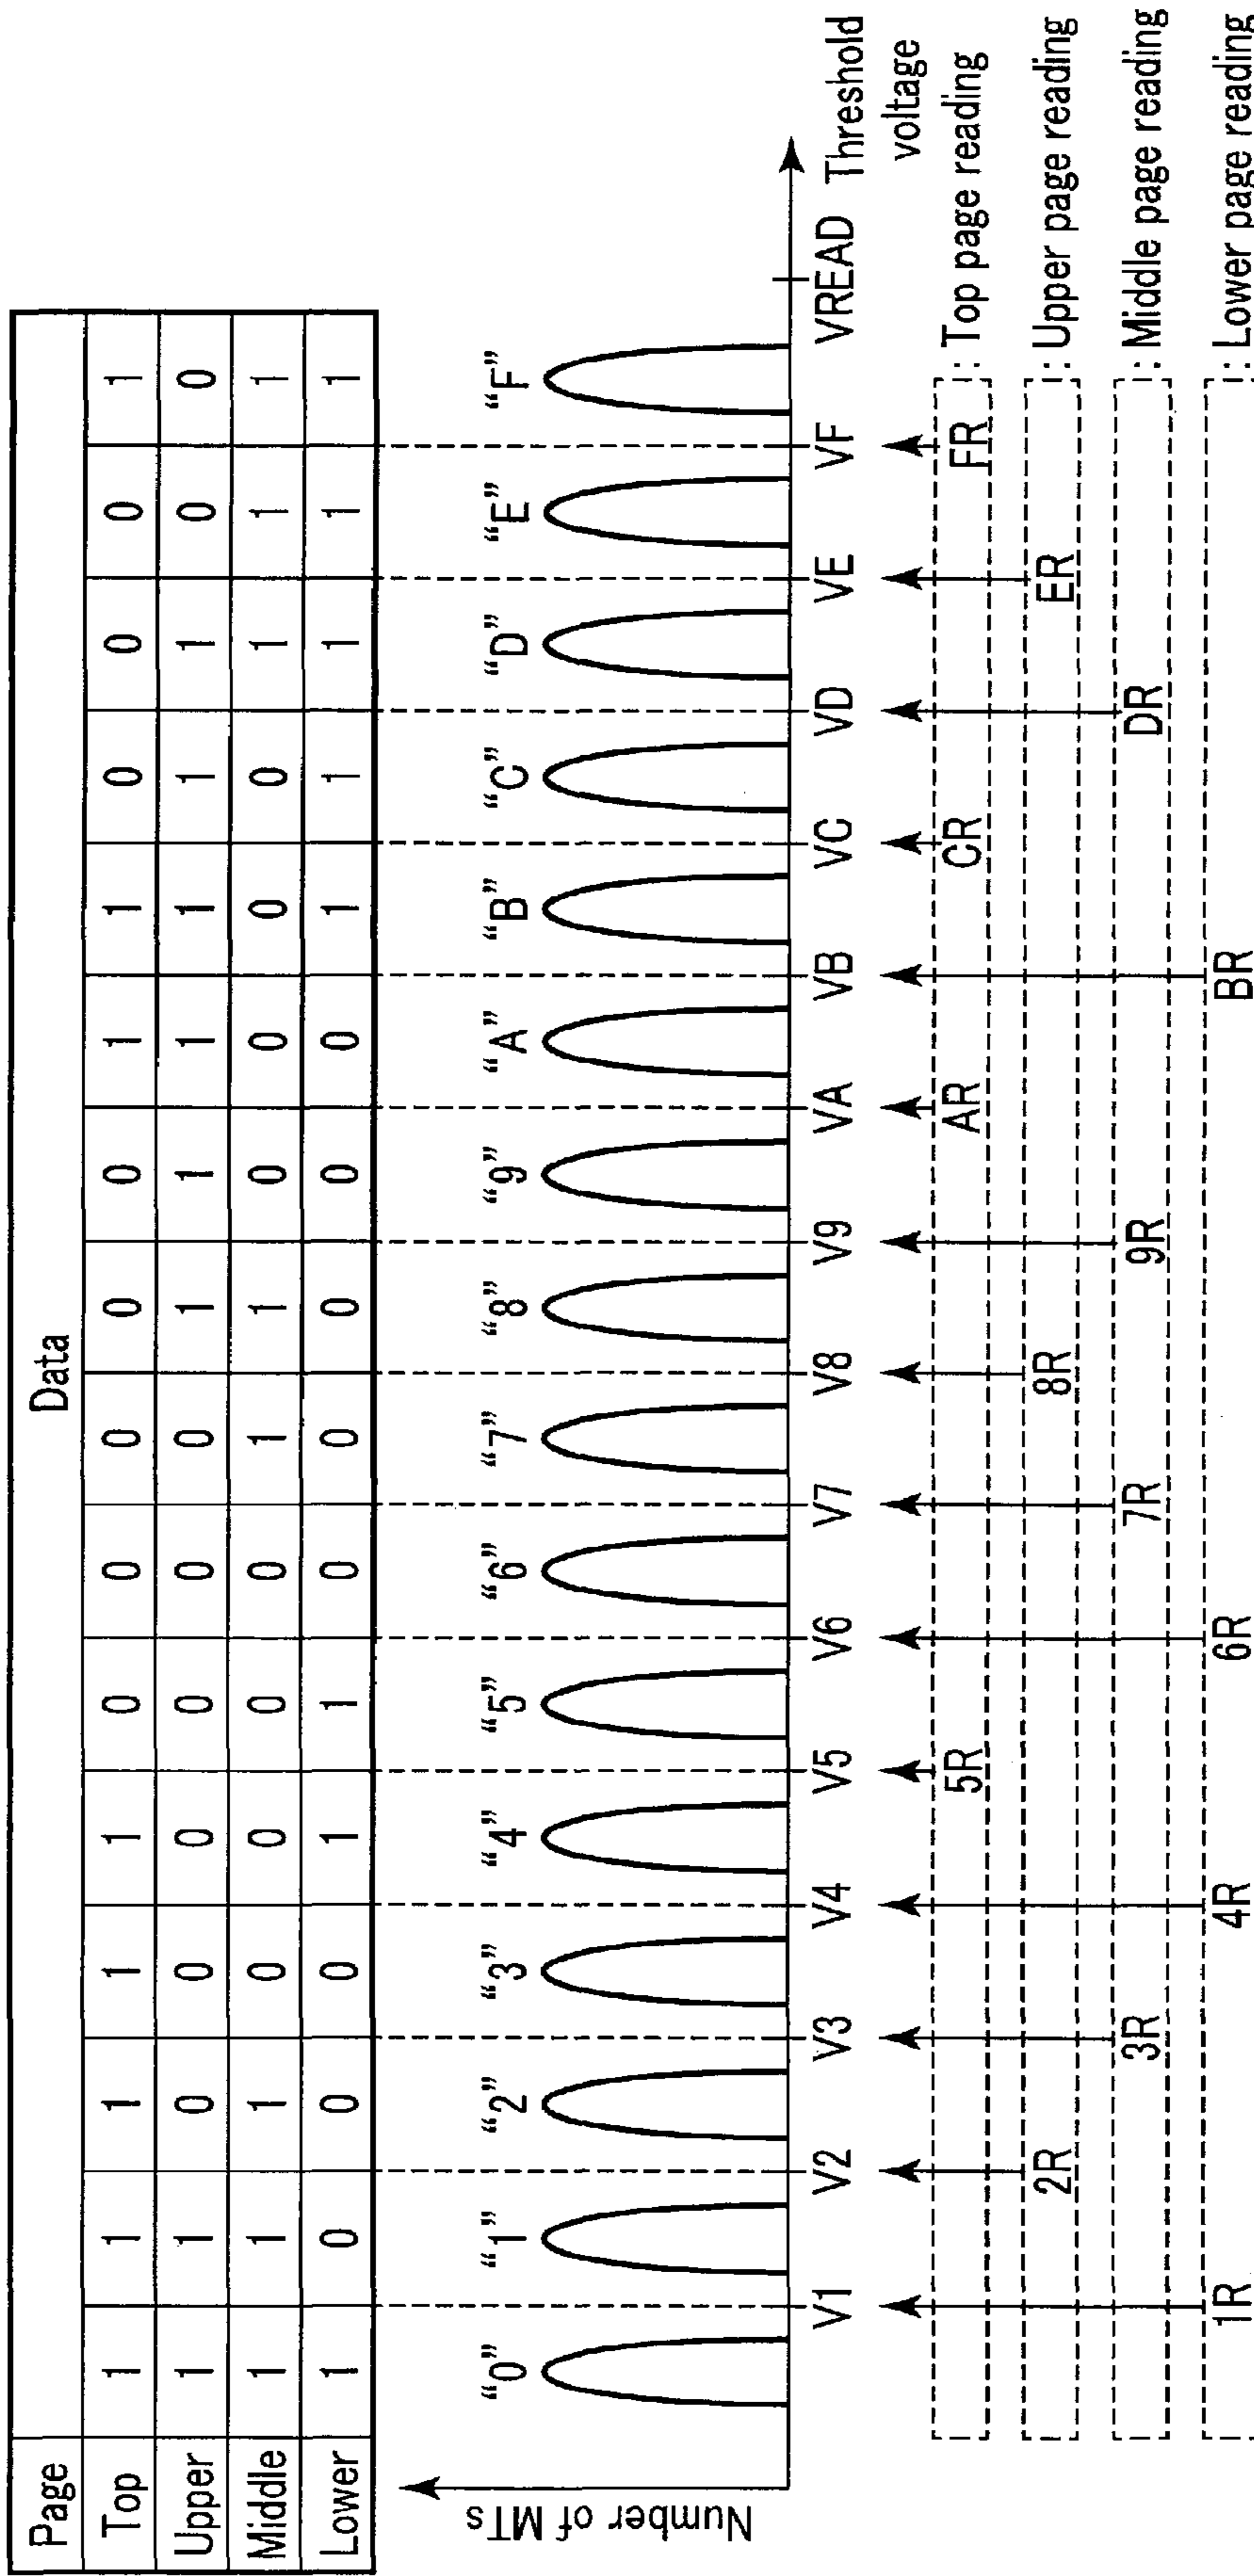 Page Data
Top 1 1 1 1 1 0 0 0 0 0 1 1 0 0 0 1
Upper 1 1 0 0 0 0 0 0 1 1 1 1 1 1 0 0
Middle 1 1 1 0 0 0 0 1 1 0 0 0 0 1 1 1
Lower 1 0 0 0 1 1 0 0 0 0 0 1 1 1 1 1
Number of MTs
“0” “1” “2” “3” “4” “5” “6” “7” “8” “9” “A” “B” “C” “D” “E” “F”
V1 V2 V3 V4 V5 V6 V7 V8 V9 VA VB VC VD VE VF VREAD Threshold
voltage
5R AR CR FR : Top page reading
2R 8R ER : Upper page reading
3R 7R 9R DR : Middle page reading
1R 4R 6R BR : Lower page reading